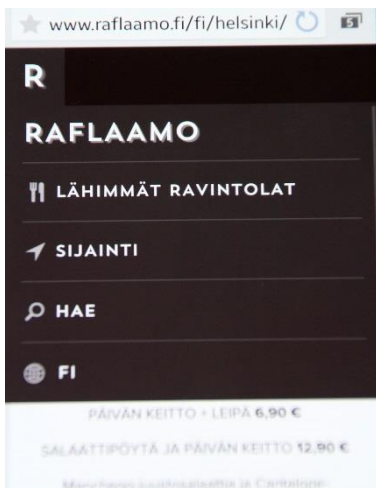 www.raflaamo.fi/fi/helsinki/ 5
R
RAFLAAMO
LÄHIMMÄT RAVINTOLAT
SIJAINTI
HAE
FI
PÄIVÄN KEITTO + LEIPÄ 6,90 €
SALAATTIPÖYTÄ JA PÄIVÄN KEITTO 12,90 €